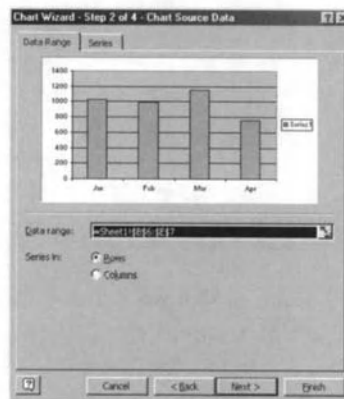 Chart Wizard - Step 2 of 4 - Chart Source Data
Data Range Series
1400
1200
1000
800
600
400
200
0
Jan Feb Mar Apr
Series1
Data range: =Sheet1!$B$6:$E$7
Series in: Rows
Columns
Cancel < Back Next > Finish